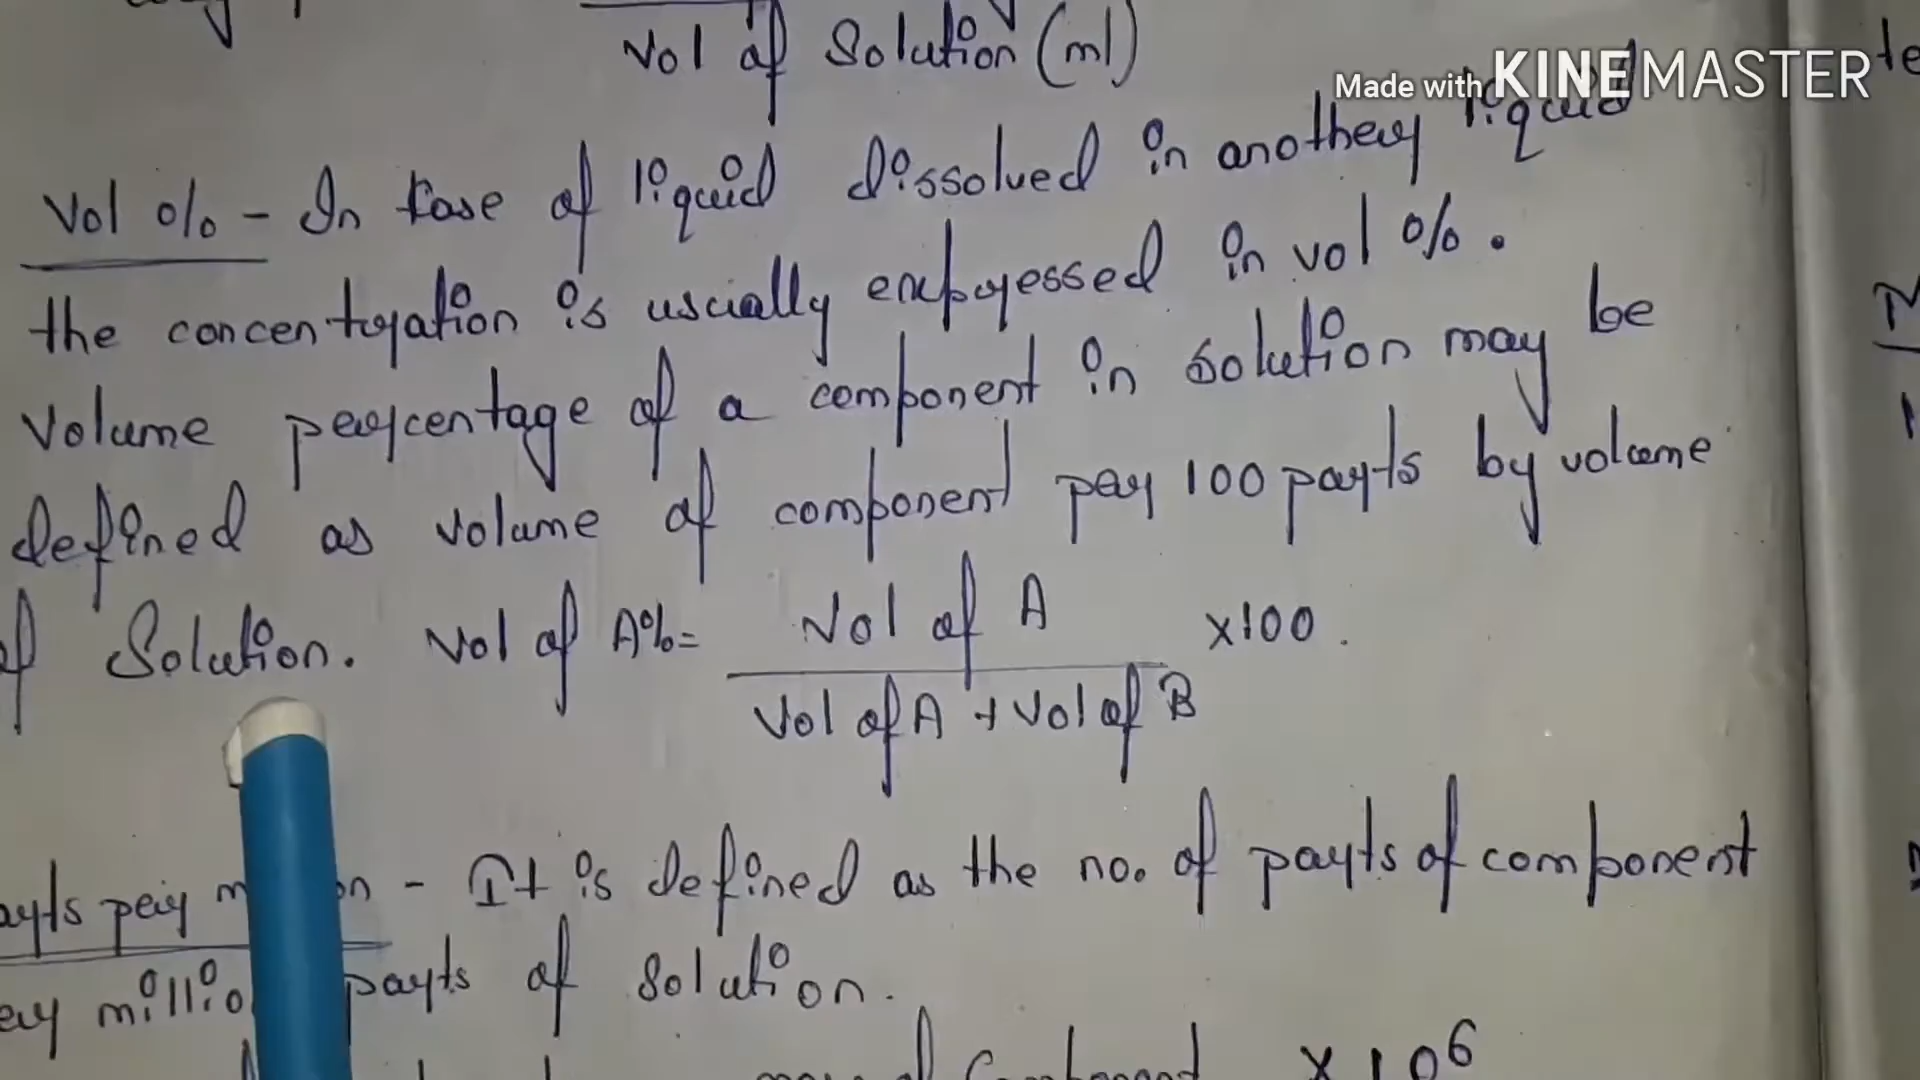 Vol of Solution (ml)
Made with KINEMASTER
Vol % - In case of liquid dissolved in another liquid
the concentration is usually expressed in vol %.
Volume percentage of a component in solution may be
defined as volume of component per 100 parts by volume
of Solution. Vol of A% = Vol of A ×100.
Vol of A + Vol of B
- It is defined as the no. of parts of component
parts of Solution.
×10⁶